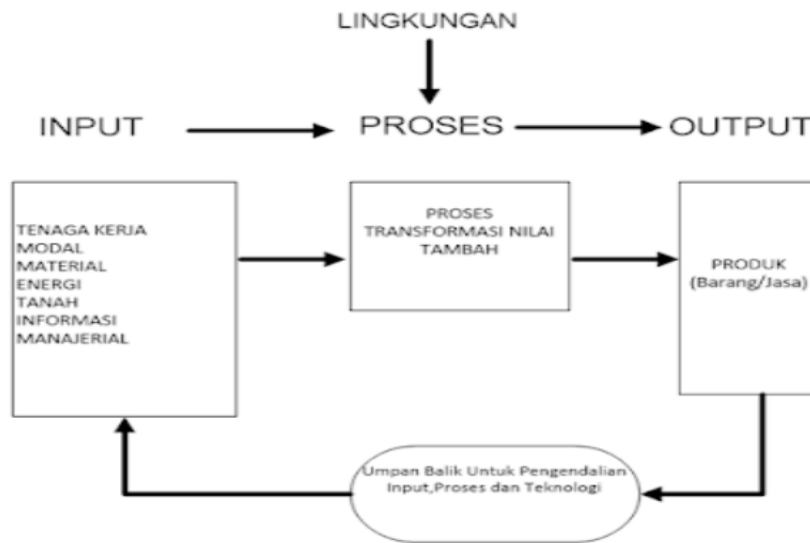 LINGKUNGAN
INPUT
PROSES
OUTPUT
TENAGA KERJA
MODAL
MATERIAL
ENERGI
TANAH
INFORMASI
MANAJERIAL
PROSES
TRANSFORMASI NILAI
TAMBAH
PRODUK
(Barang/Jasa)
Umpan Balik Untuk Pengendalian
Input,Proses dan Teknologi